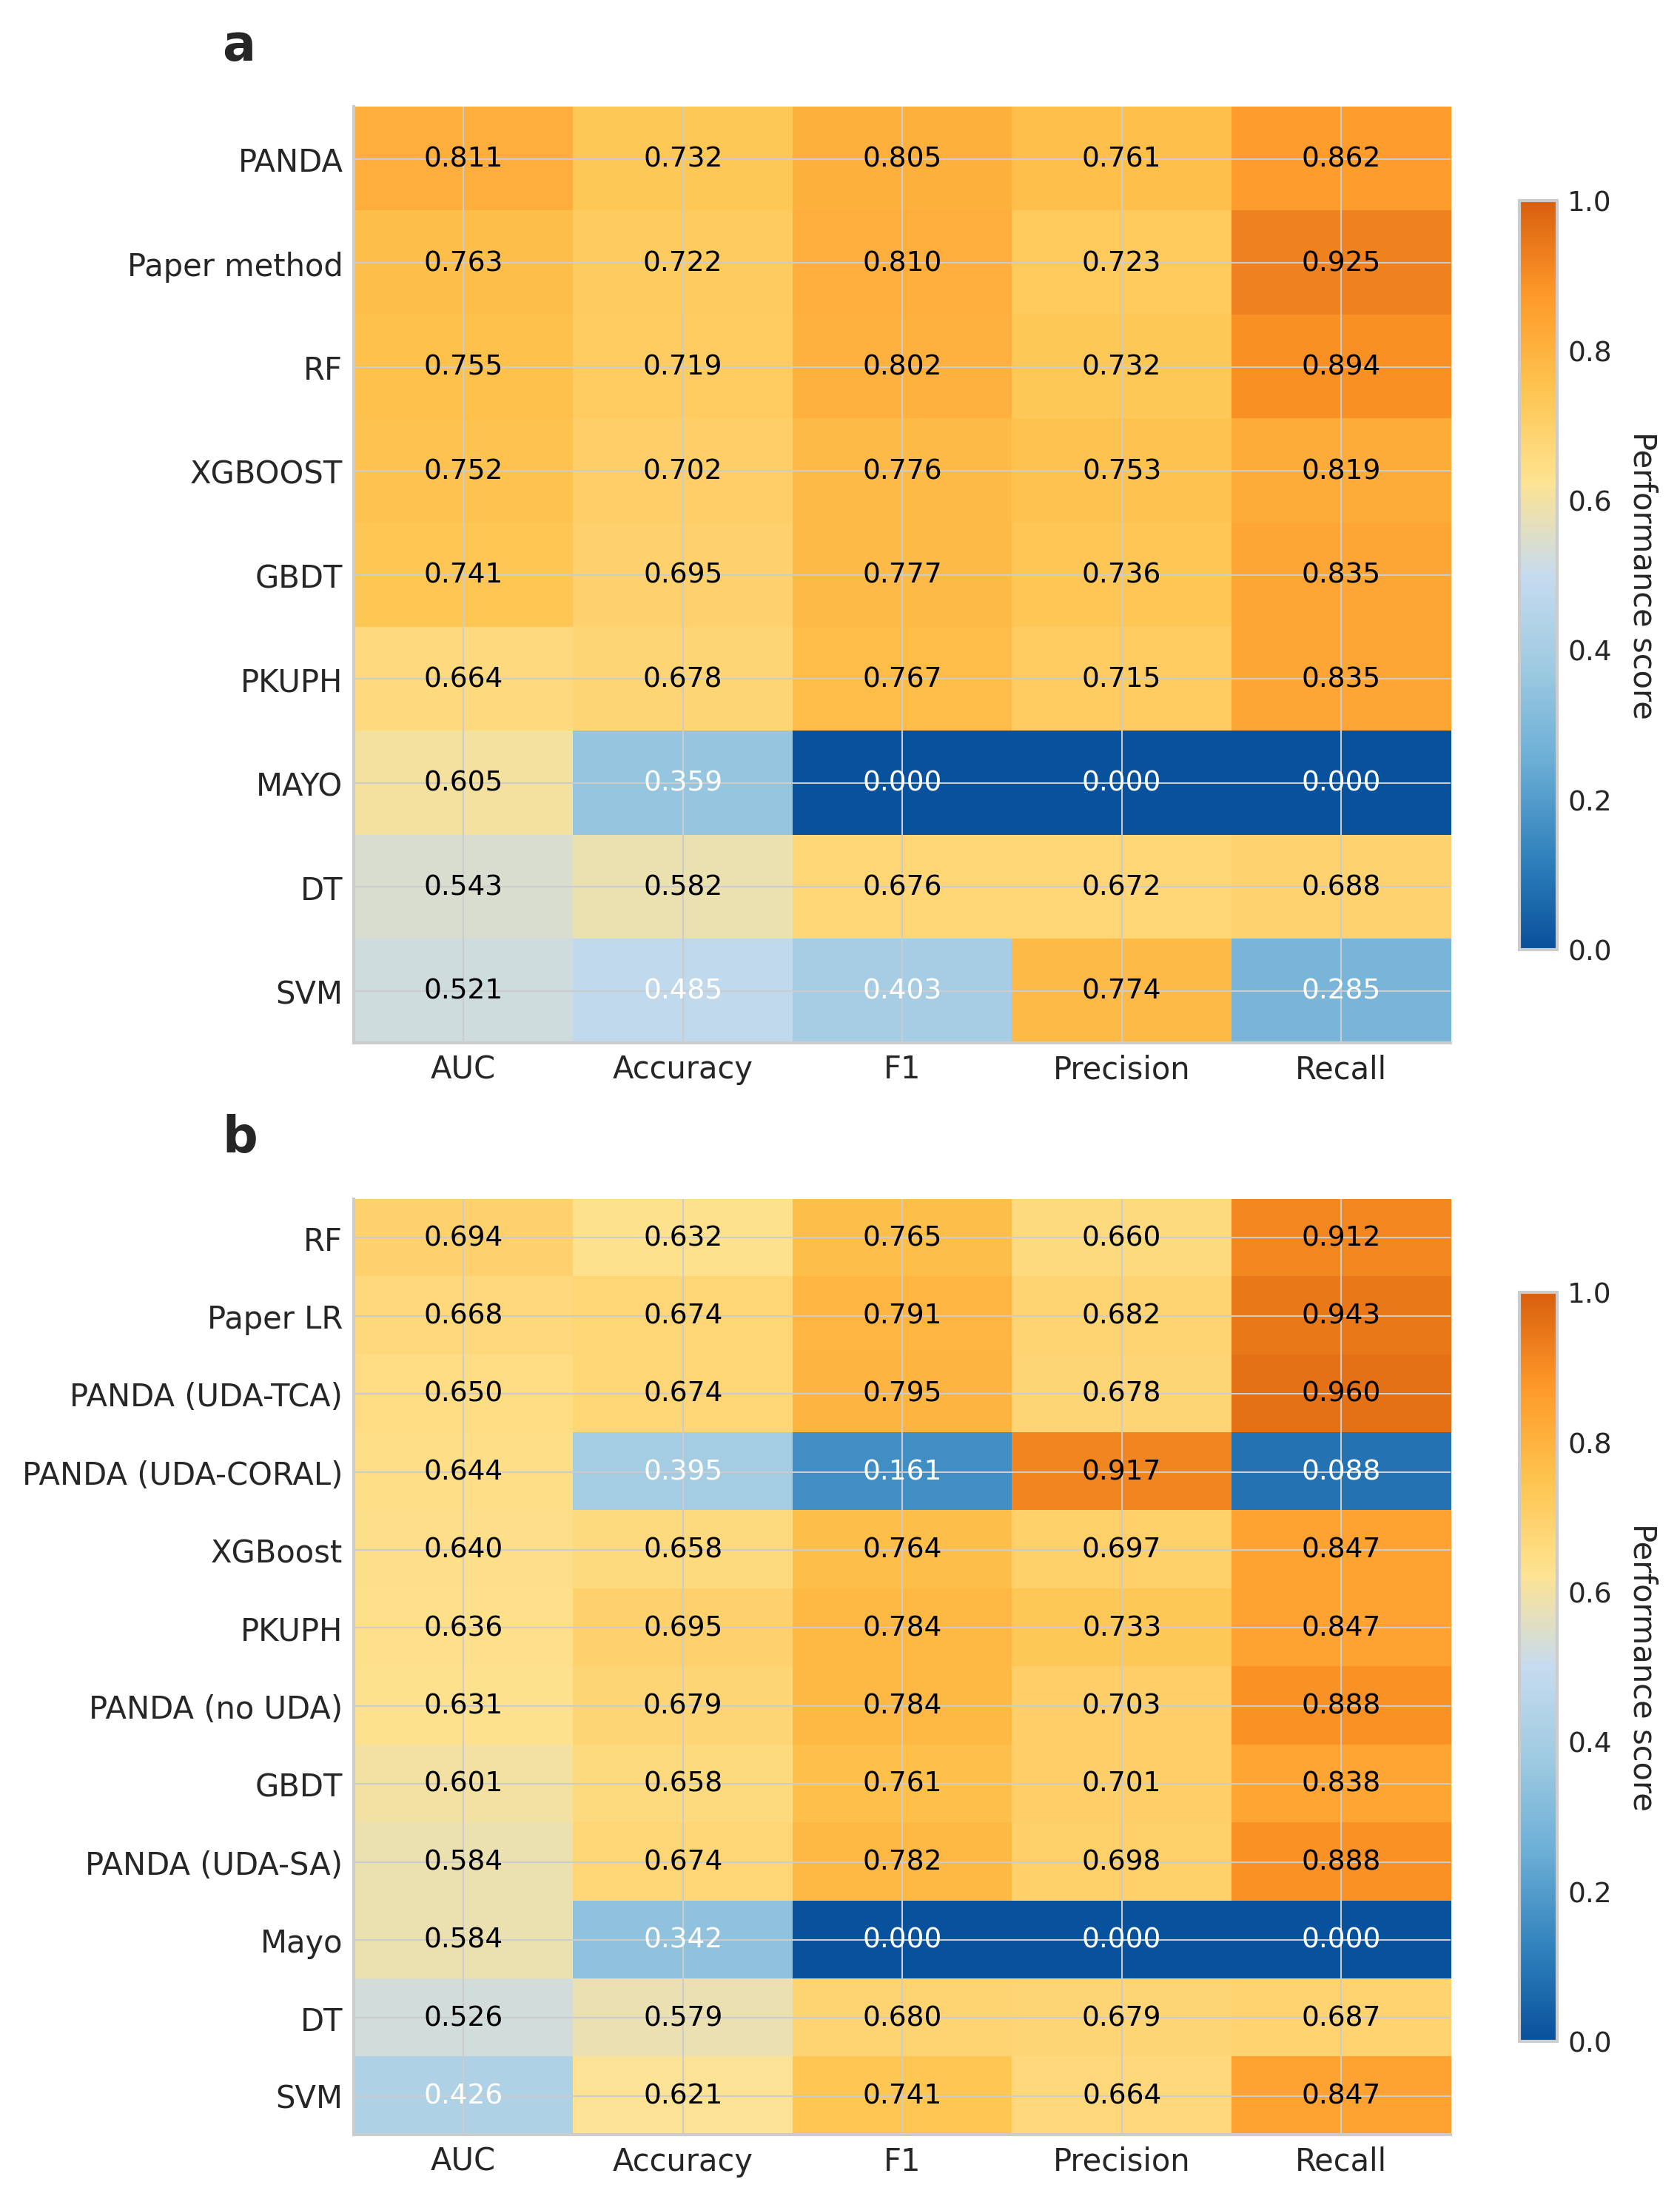 a
PANDA 0.811 0.732 0.805 0.761 0.862
Paper method 0.763 0.722 0.810 0.723 0.925
RF 0.755 0.719 0.802 0.732 0.894
XGBOOST 0.752 0.702 0.776 0.753 0.819
GBDT 0.741 0.695 0.777 0.736 0.835
PKUPH 0.664 0.678 0.767 0.715 0.835
MAYO 0.605 0.359 0.000 0.000 0.000
DT 0.543 0.582 0.676 0.672 0.688
SVM 0.521 0.485 0.403 0.774 0.285
AUC Accuracy F1 Precision Recall
1.0
0.8
0.6
0.4
0.2
0.0
Performance score
b
RF 0.694 0.632 0.765 0.660 0.912
Paper LR 0.668 0.674 0.791 0.682 0.943
PANDA (UDA-TCA) 0.650 0.674 0.795 0.678 0.960
PANDA (UDA-CORAL) 0.644 0.395 0.161 0.917 0.088
XGBoost 0.640 0.658 0.764 0.697 0.847
PKUPH 0.636 0.695 0.784 0.733 0.847
PANDA (no UDA) 0.631 0.679 0.784 0.703 0.888
GBDT 0.601 0.658 0.761 0.701 0.838
PANDA (UDA-SA) 0.584 0.674 0.782 0.698 0.888
Mayo 0.584 0.342 0.000 0.000 0.000
DT 0.526 0.579 0.680 0.679 0.687
SVM 0.426 0.621 0.741 0.664 0.847
AUC Accuracy F1 Precision Recall
1.0
0.8
0.6
0.4
0.2
0.0
Performance score